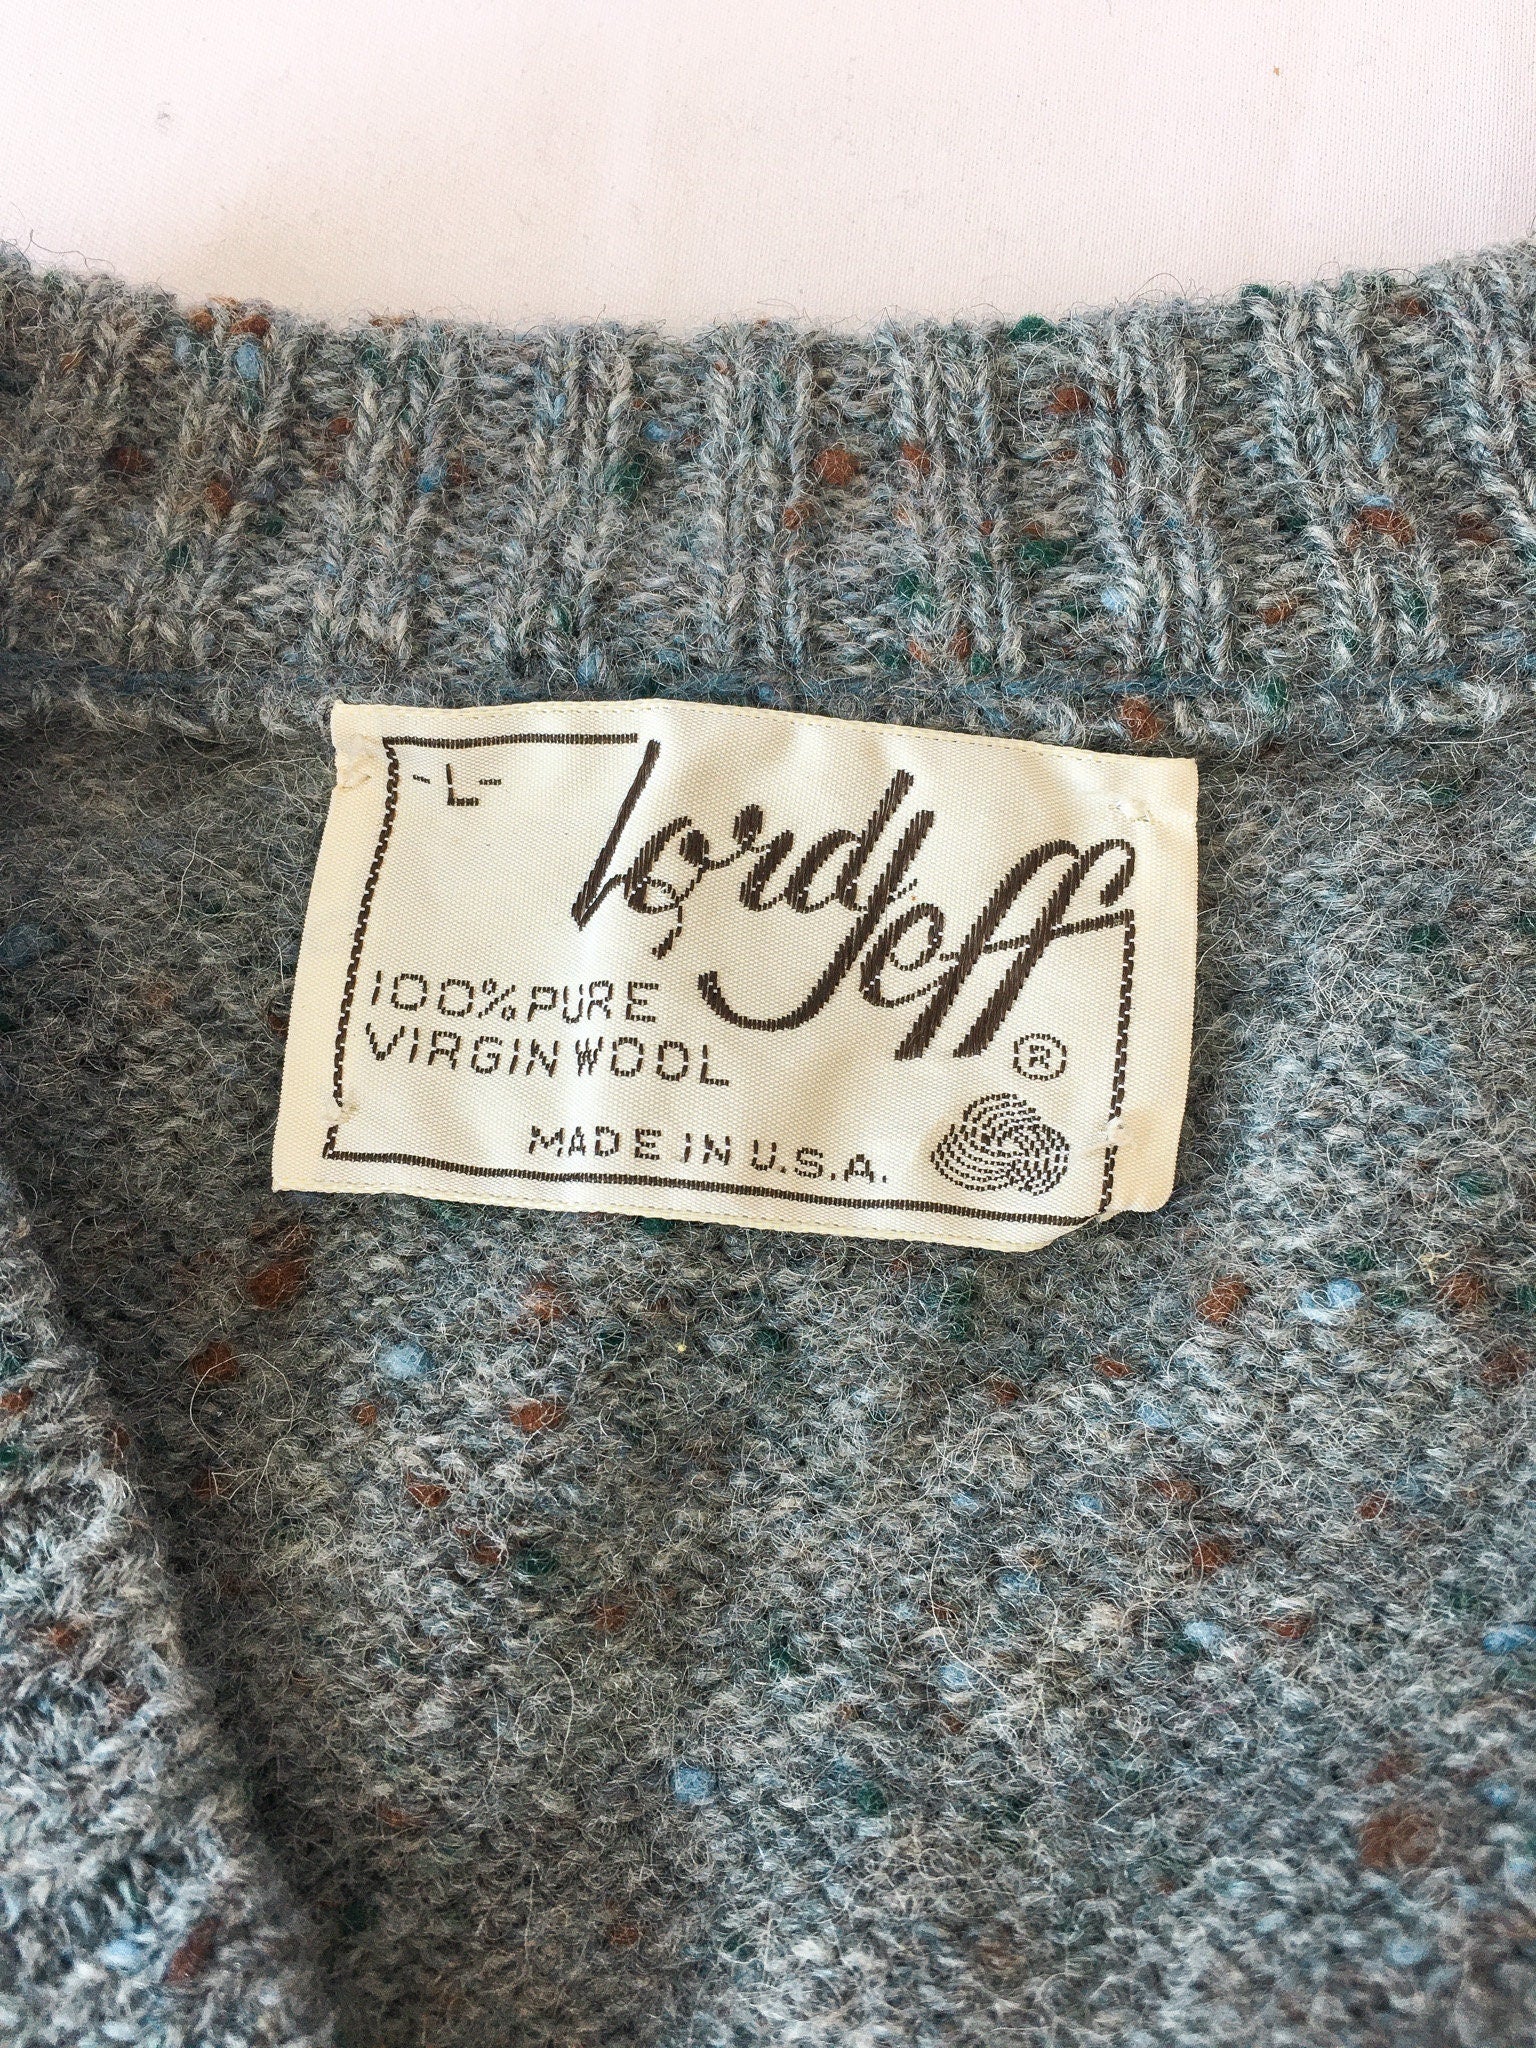 -L-
Lord Jeff
100% PURE
VIRGIN WOOL
®
MADE IN U.S.A.